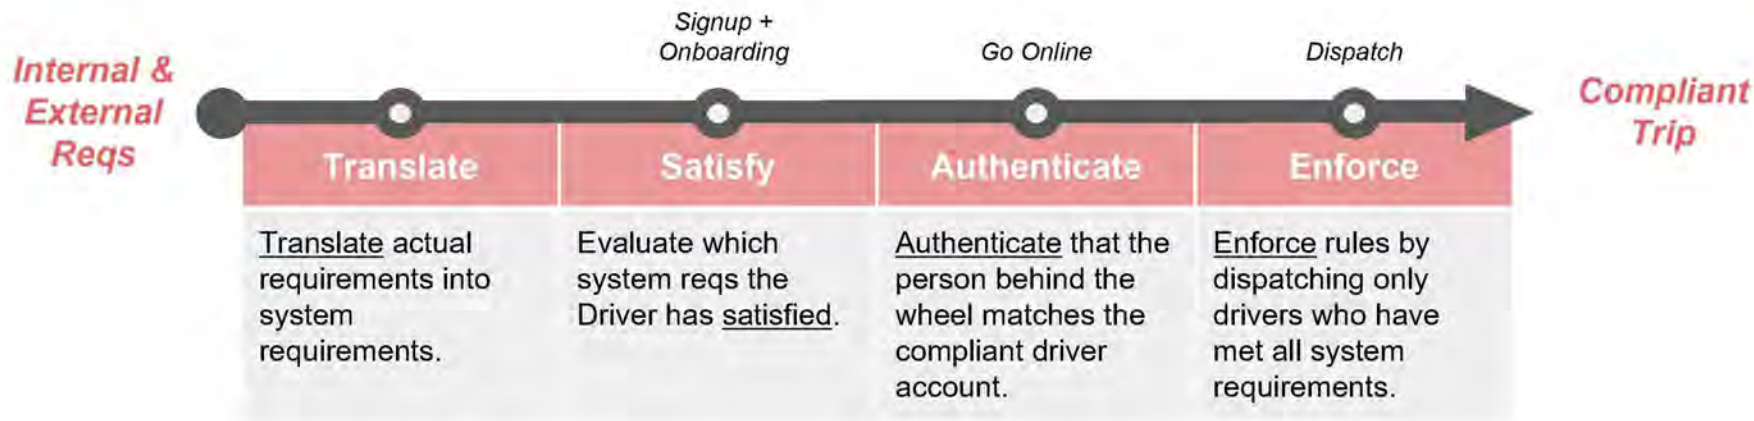 Internal &
External
Reqs
Signup +
Onboarding
Go Online
Dispatch
Compliant
Trip
Translate
Satisfy
Authenticate
Enforce
Translate actual
requirements into
system
requirements.
Evaluate which
system reqs the
Driver has satisfied.
Authenticate that the
person behind the
wheel matches the
compliant driver
account.
Enforce rules by
dispatching only
drivers who have
met all system
requirements.